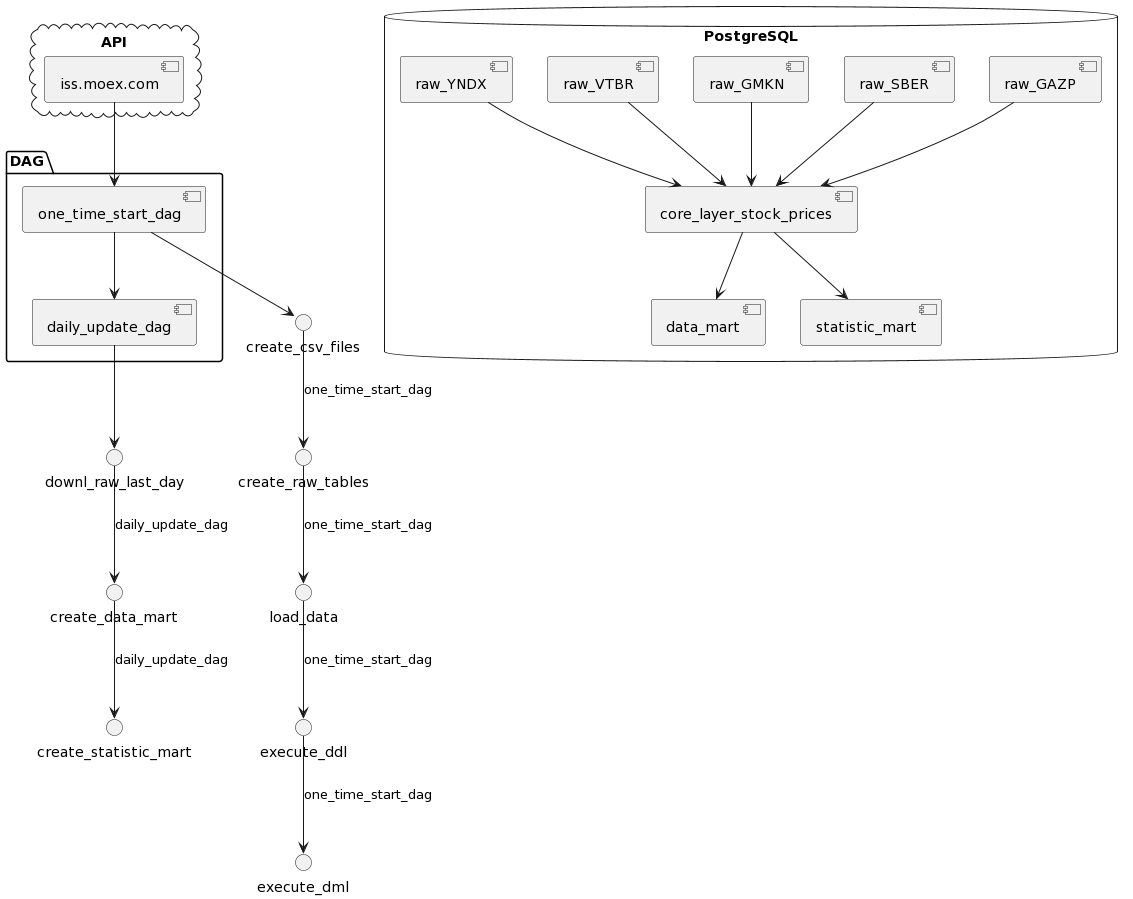 API
iss.moex.com
DAG
one_time_start_dag
daily_update_dag
PostgreSQL
raw_YNDX
raw_VTBR
raw_GMKN
raw_SBER
raw_GAZP
core_layer_stock_prices
data_mart
statistic_mart
create_csv_files
one_time_start_dag
downl_raw_last_day
create_raw_tables
daily_update_dag
one_time_start_dag
create_data_mart
load_data
daily_update_dag
one_time_start_dag
create_statistic_mart
execute_ddl
one_time_start_dag
execute_dml